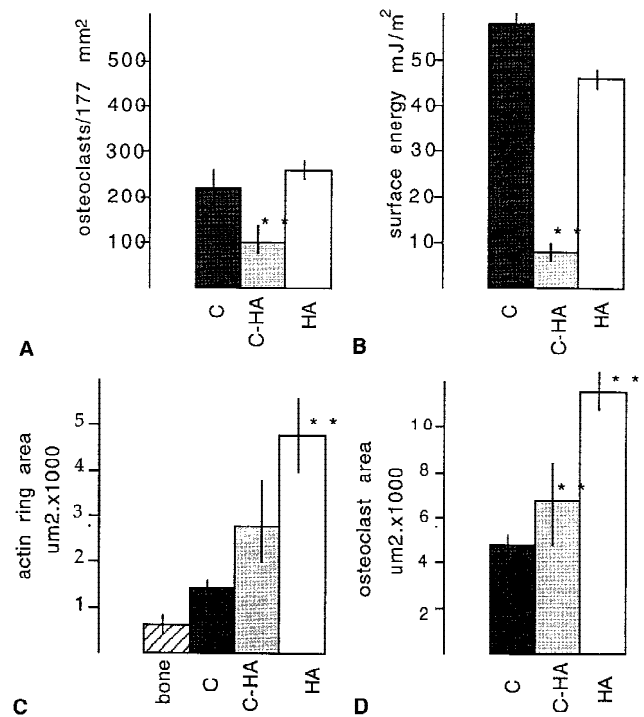 osteoclasts/177 mm2
500
400
300
200
100
* *
C
C-HA
HA
A
surface energy mJ/m2
50
40
30
20
10
* *
C
C-HA
HA
B
actin ring area
um2.x1000
5
4
3
2
1
* *
bone
C
C-HA
HA
C
osteoclast area
um2.x1000
10
8
6
4
2
* *
* *
C
C-HA
HA
D